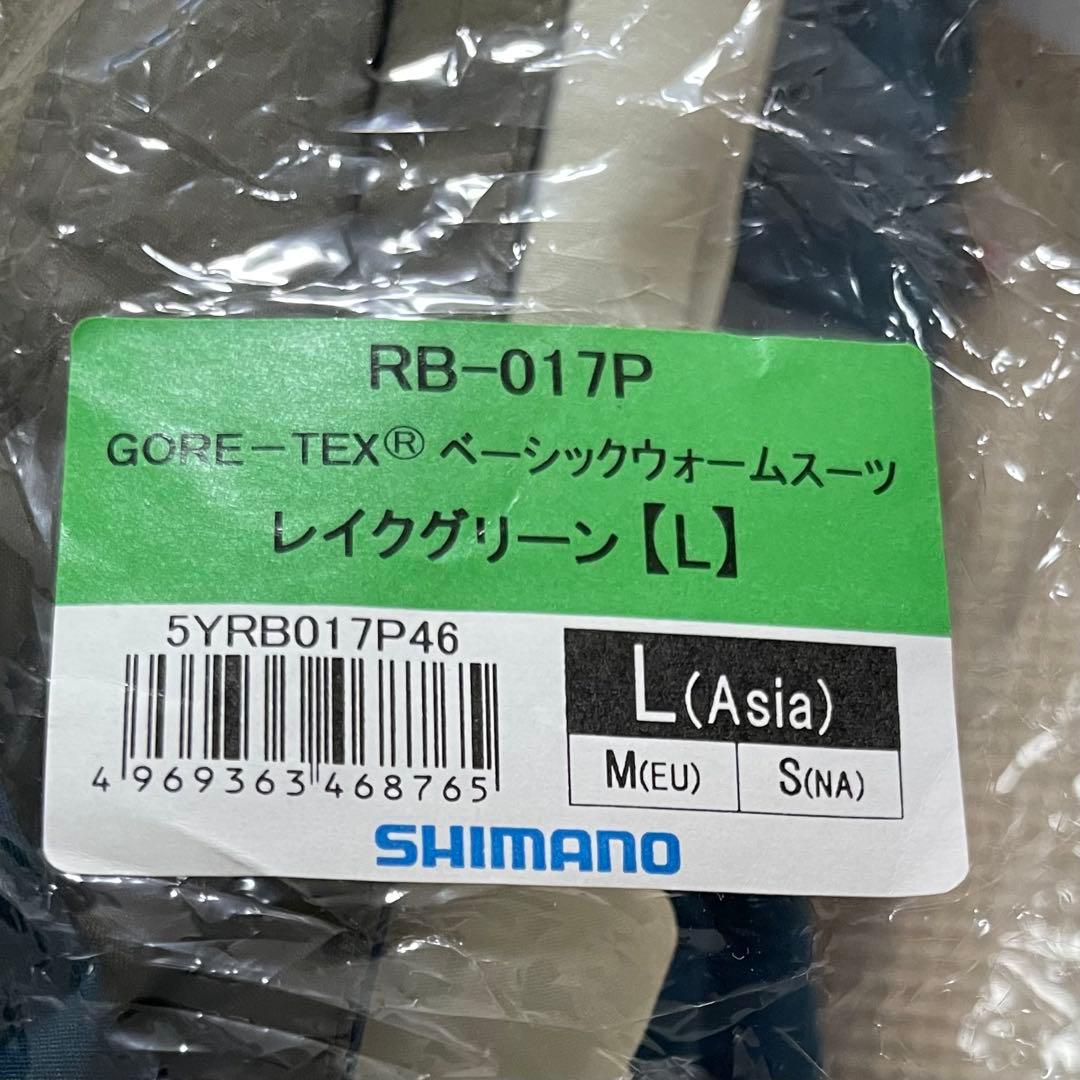 RB-017P
GORE-TEX® ベーシックウォームスーツ
レイクグリーン【L】
5YRB017P46
4 969363 468765
L(Asia)
M(EU) S(NA)
SHIMANO